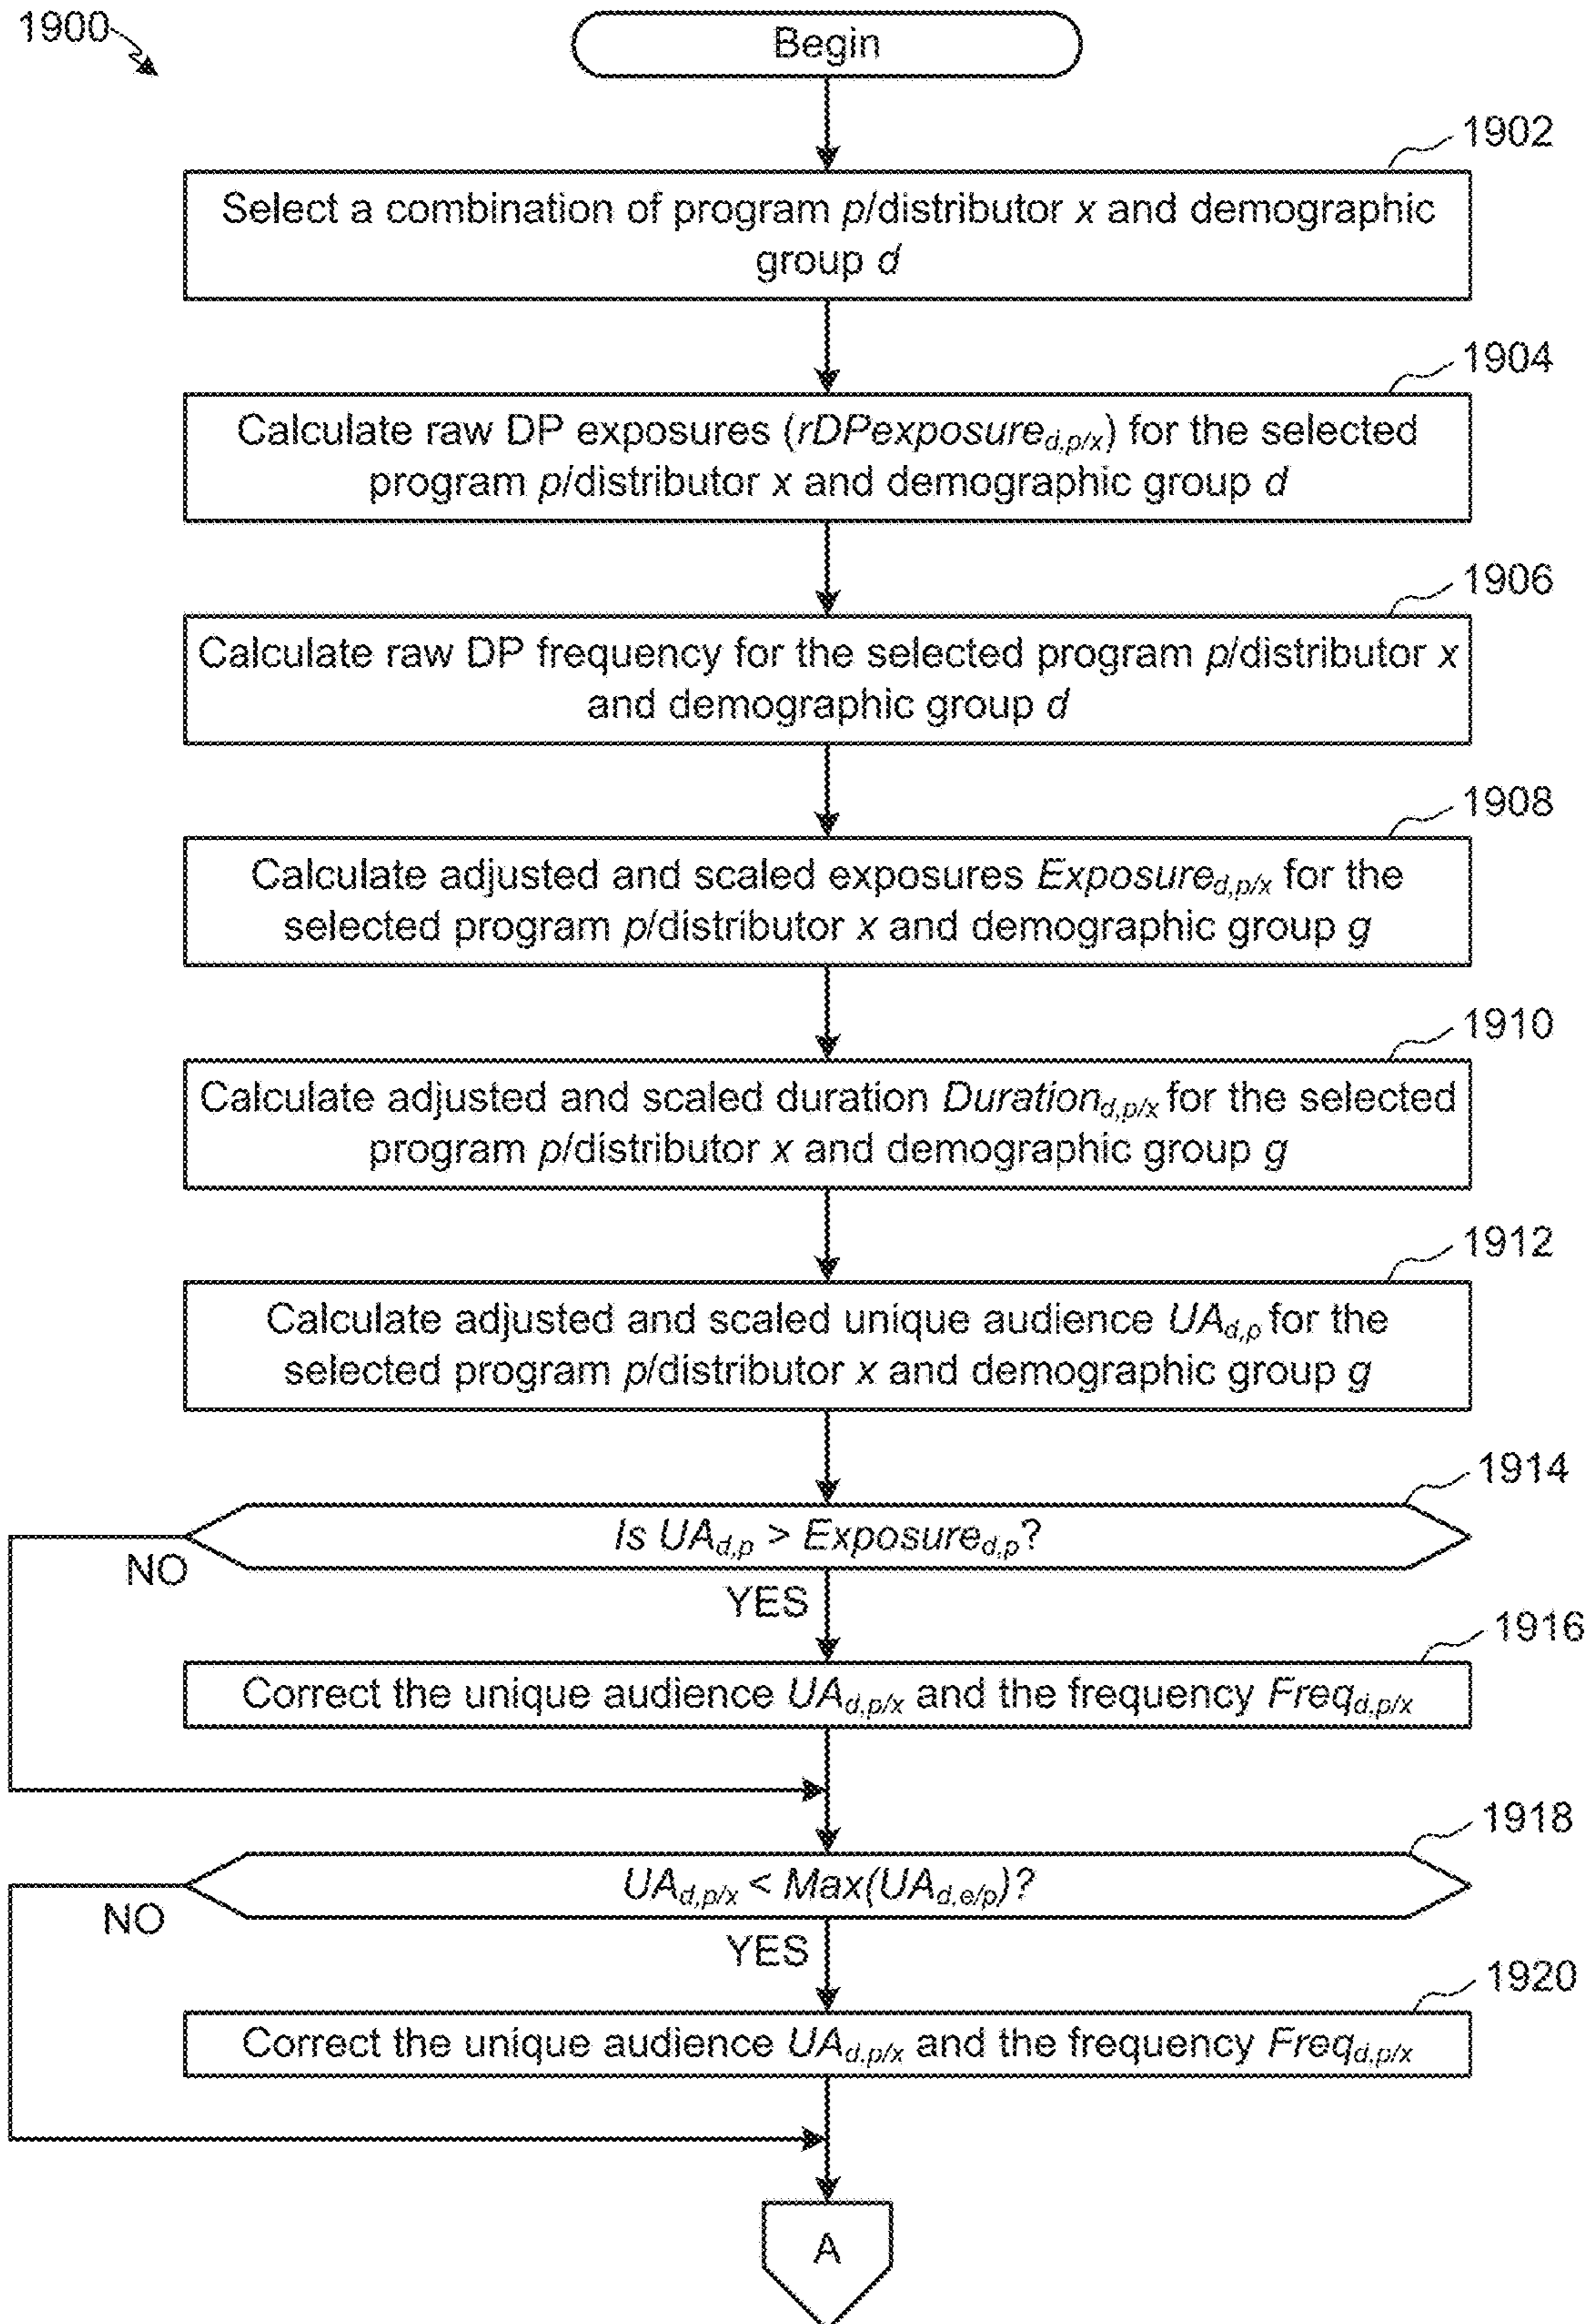 1900
Begin
1902
Select a combination of program p/distributor x and demographic
group d
1904
Calculate raw DP exposures (rDPexposured,p/x) for the selected
program p/distributor x and demographic group d
1906
Calculate raw DP frequency for the selected program p/distributor x
and demographic group d
1908
Calculate adjusted and scaled exposures Exposured,p/x for the
selected program p/distributor x and demographic group g
1910
Calculate adjusted and scaled duration Durationd,p/x for the selected
program p/distributor x and demographic group g
1912
Calculate adjusted and scaled unique audience UAd,p for the
selected program p/distributor x and demographic group g
1914
Is UAd,p > Exposured,p?
NO
YES
1916
Correct the unique audience UAd,p/x and the frequency Freqd,p/x
1918
UAd,p/x < Max(UAd,e/p)?
NO
YES
1920
Correct the unique audience UAd,p/x and the frequency Freqd,p/x
A